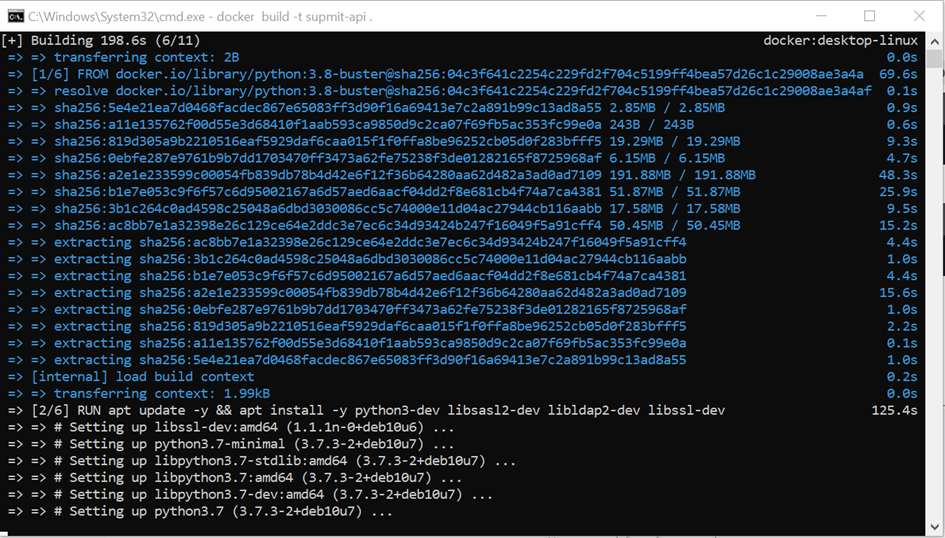 C:\Windows\System32\cmd.exe - docker build -t supmit-api .
[+] Building 198.6s (6/11) docker:desktop-linux
=> => transferring context: 2B 0.0s
=> [1/6] FROM docker.io/library/python:3.8-buster@sha256:04c3f641c2254c229fd2f704c5199ff4bea57d26c1c29008ae3a4a 69.6s
=> => resolve docker.io/library/python:3.8-buster@sha256:04c3f641c2254c229fd2f704c5199ff4bea57d26c1c29008ae3a4af 0.1s
=> => sha256:5e4e21ea7d0468facdec867e65083ff3d90f16a69413e7c2a891b99c13ad8a55 2.85MB / 2.85MB 0.9s
=> => sha256:a11e135762f00d55e3d68410f1aab593ca9850d9c2ca07f69fb5ac353fc99e0a 243B / 243B 0.6s
=> => sha256:819d305a9b2210516eaf5929daf6caa015f1f0ffa8be96252cb05d0f283bfff5 19.29MB / 19.29MB 9.3s
=> => sha256:0ebfe287e9761b9b7dd1703470ff3473a62fe75238f3de01282165f8725968af 6.15MB / 6.15MB 4.7s
=> => sha256:a2e1e233599c00054fb839db78b4d42e6f12f36b64280aa62d482a3ad0ad7109 191.88MB / 191.88MB 48.3s
=> => sha256:b1e7e053c9f6f57c6d95002167a6d57aed6aacf04dd2f8e681cb4f74a7ca4381 51.87MB / 51.87MB 25.9s
=> => sha256:3b1c264c0ad4598c25048a6dbd3030086cc5c74000e11d04ac27944cb116aabb 17.58MB / 17.58MB 9.5s
=> => sha256:ac8bb7e1a32398e26c129ce64e2ddc3e7ec6c34d93424b247f16049f5a91cff4 50.45MB / 50.45MB 15.2s
=> => extracting sha256:ac8bb7e1a32398e26c129ce64e2ddc3e7ec6c34d93424b247f16049f5a91cff4 4.4s
=> => extracting sha256:3b1c264c0ad4598c25048a6dbd3030086cc5c74000e11d04ac27944cb116aabb 1.0s
=> => extracting sha256:b1e7e053c9f6f57c6d95002167a6d57aed6aacf04dd2f8e681cb4f74a7ca4381 4.4s
=> => extracting sha256:a2e1e233599c00054fb839db78b4d42e6f12f36b64280aa62d482a3ad0ad7109 15.6s
=> => extracting sha256:0ebfe287e9761b9b7dd1703470ff3473a62fe75238f3de01282165f8725968af 1.0s
=> => extracting sha256:819d305a9b2210516eaf5929daf6caa015f1f0ffa8be96252cb05d0f283bfff5 2.2s
=> => extracting sha256:a11e135762f00d55e3d68410f1aab593ca9850d9c2ca07f69fb5ac353fc99e0a 0.1s
=> => extracting sha256:5e4e21ea7d0468facdec867e65083ff3d90f16a69413e7c2a891b99c13ad8a55 1.0s
=> [internal] load build context 0.2s
=> => transferring context: 1.99kB 0.0s
=> [2/6] RUN apt update -y && apt install -y python3-dev libsasl2-dev libldap2-dev libssl-dev 125.4s
=> => # Setting up libssl-dev:amd64 (1.1.1n-0+deb10u6) ...
=> => # Setting up python3.7-minimal (3.7.3-2+deb10u7) ...
=> => # Setting up libpython3.7-stdlib:amd64 (3.7.3-2+deb10u7) ...
=> => # Setting up libpython3.7:amd64 (3.7.3-2+deb10u7) ...
=> => # Setting up libpython3.7-dev:amd64 (3.7.3-2+deb10u7) ...
=> => # Setting up python3.7 (3.7.3-2+deb10u7) ...